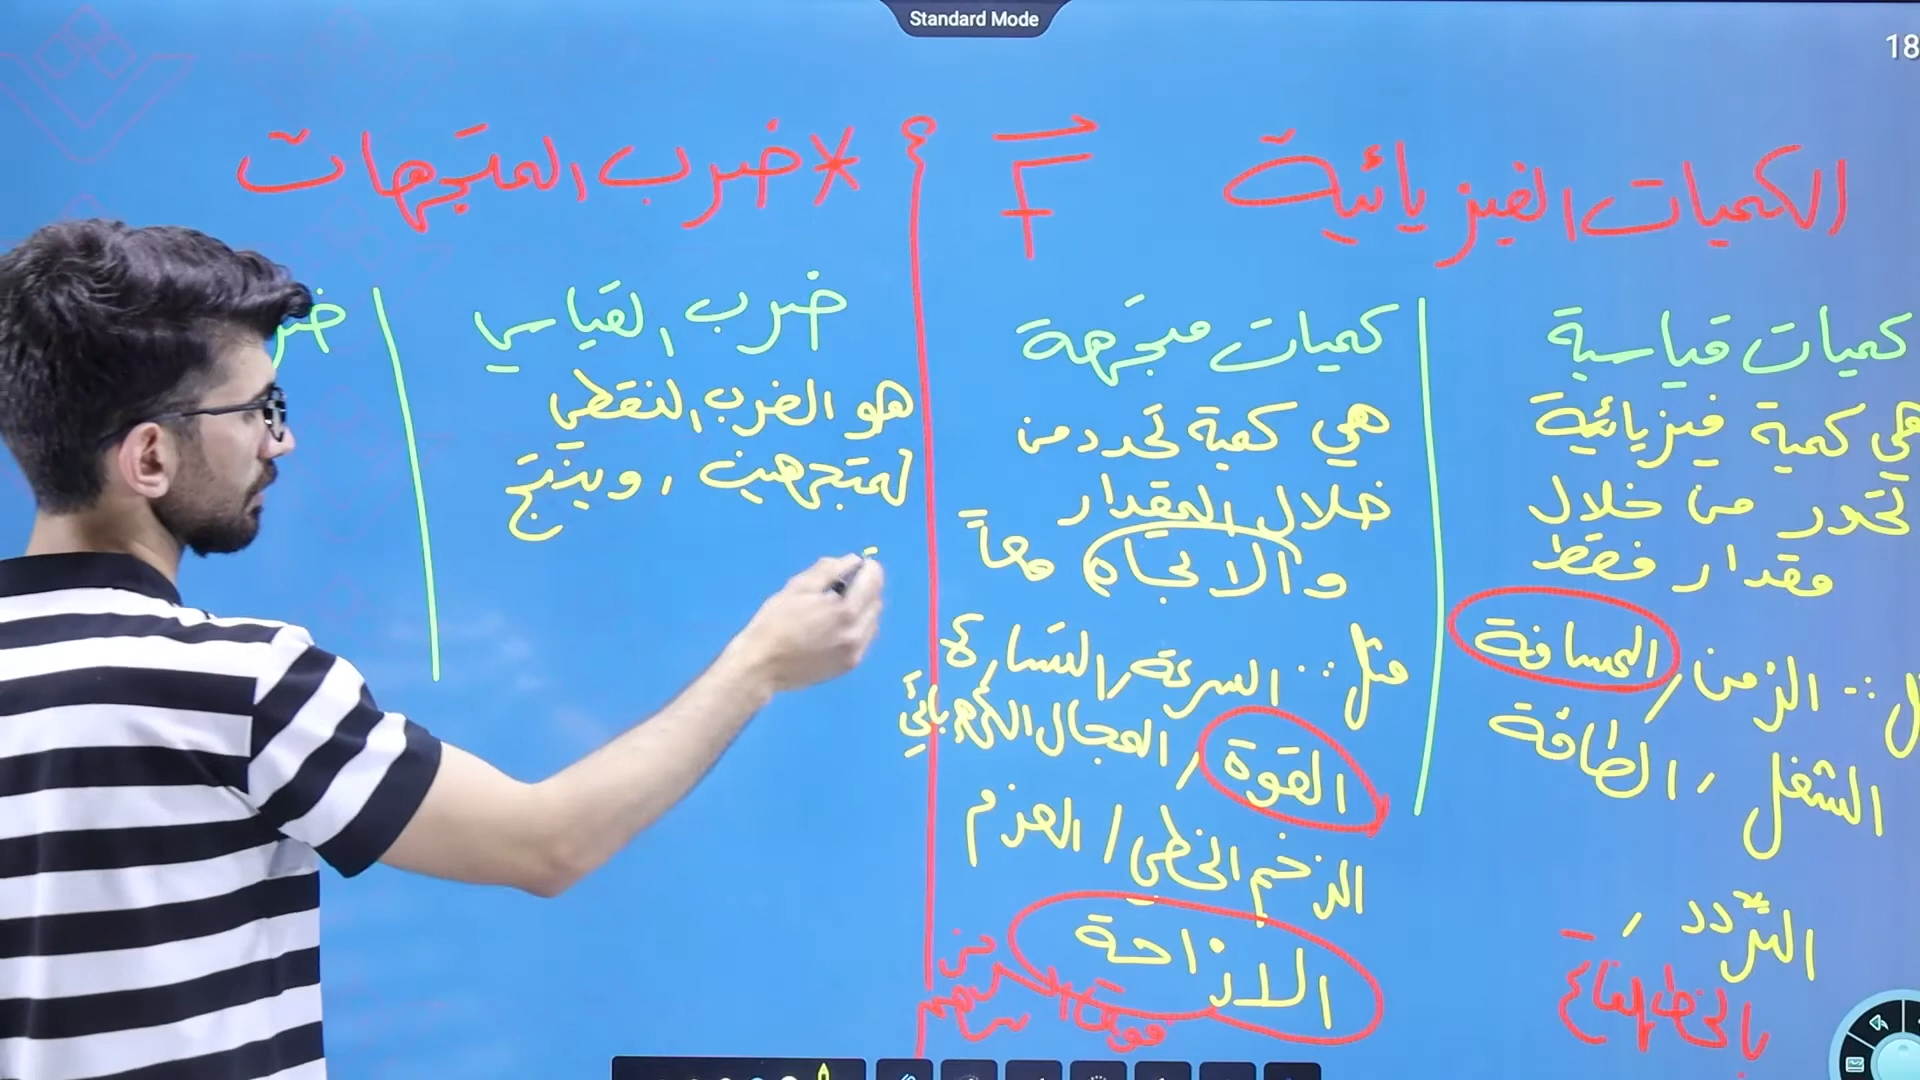 Standard Mode
18
الكميات الفيزيائية
F
كميات قياسية
هي كمية فيزيائية
تحدد من خلال
مقدار فقط
الزمن / المسافة
الشغل / الطاقة
التردد
كميات متجهة
هي كمية تحدد من
خلال المقدار
والاتجاه معاً
مثل: السرعة / التسارع
القوة / المجال الكهربائي
الزخم الخطي / العزم
الازاحة
* ضرب المتجهات
ضرب القياسي
هو الضرب النقطي
لمتجهين، وينتج